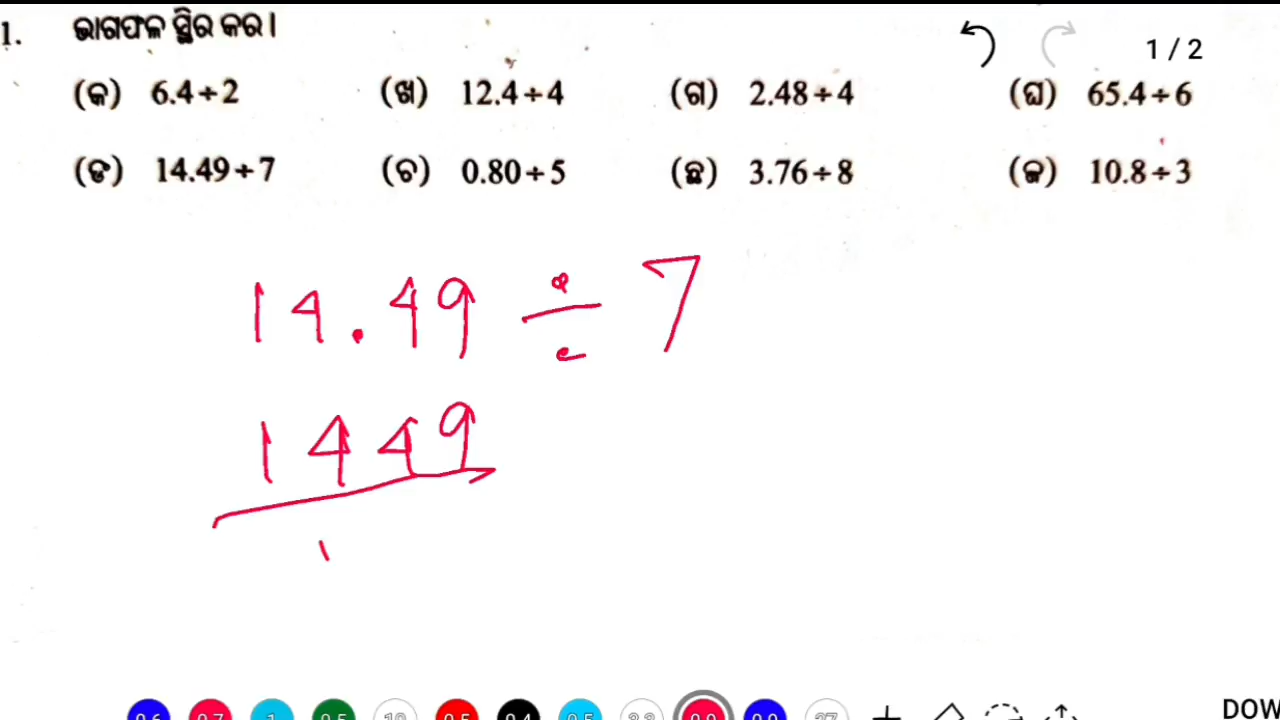 1. ଭାଗଫଳ ସ୍ଥିର କର।
1 / 2
(କ) 6.4÷2 (ଖ) 12.4÷4 (ଗ) 2.48÷4 (ଘ) 65.4÷6
(ଙ) 14.49÷7 (ଚ) 0.80÷5 (ଛ) 3.76÷8 (ଜ) 10.8÷3
14.49 ÷ 7
1449
DOW